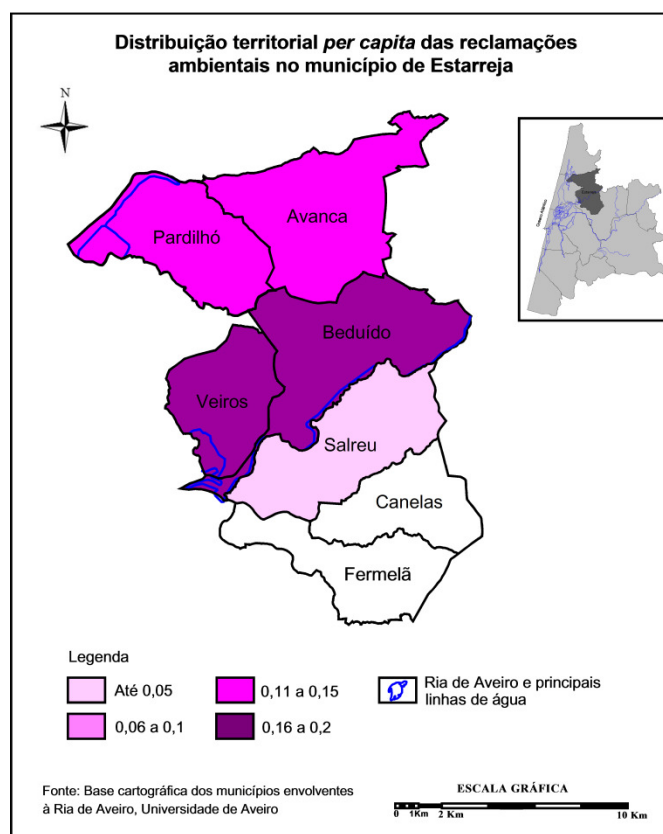 Distribuição territorial per capita das reclamações
ambientais no município de Estarreja
N
Avanca
Pardilhó
Beduído
Veiros
Salreu
Canelas
Fermelã
Legenda
Até 0,05
0,11 a 0,15
Ria de Aveiro e principais
linhas de água
0,06 a 0,1
0,16 a 0,2
Fonte: Base cartográfica dos municípios envolventes
à Ria de Aveiro, Universidade de Aveiro
ESCALA GRÁFICA
0 1Km 2 Km 10 Km